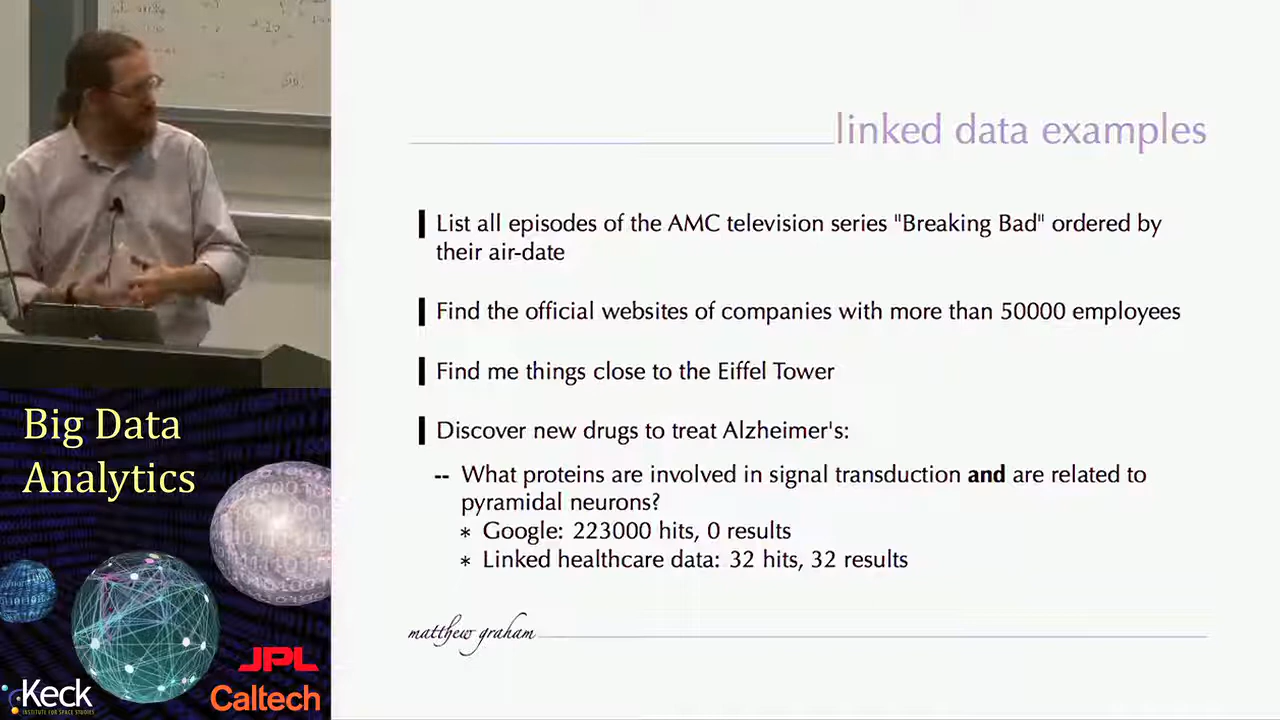 linked data examples
▌List all episodes of the AMC television series "Breaking Bad" ordered by
their air-date
▌Find the official websites of companies with more than 50000 employees
▌Find me things close to the Eiffel Tower
▌Discover new drugs to treat Alzheimer's:
-- What proteins are involved in signal transduction and are related to
pyramidal neurons?
* Google: 223000 hits, 0 results
* Linked healthcare data: 32 hits, 32 results
matthew graham
Big Data
Analytics
JPL
Keck
INSTITUTE FOR SPACE STUDIES
Caltech